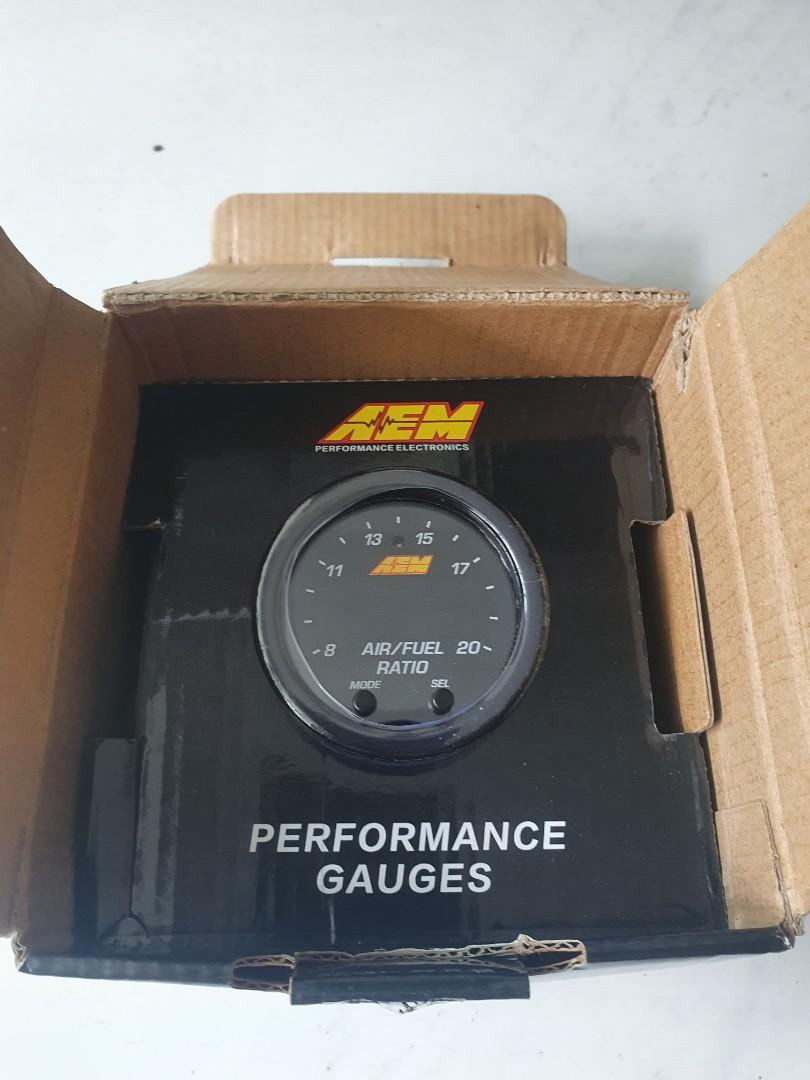 AEM
PERFORMANCE ELECTRONICS
13 15
11 17
AEM
8 AIR/FUEL 20
RATIO
MODE SEL
PERFORMANCE
GAUGES